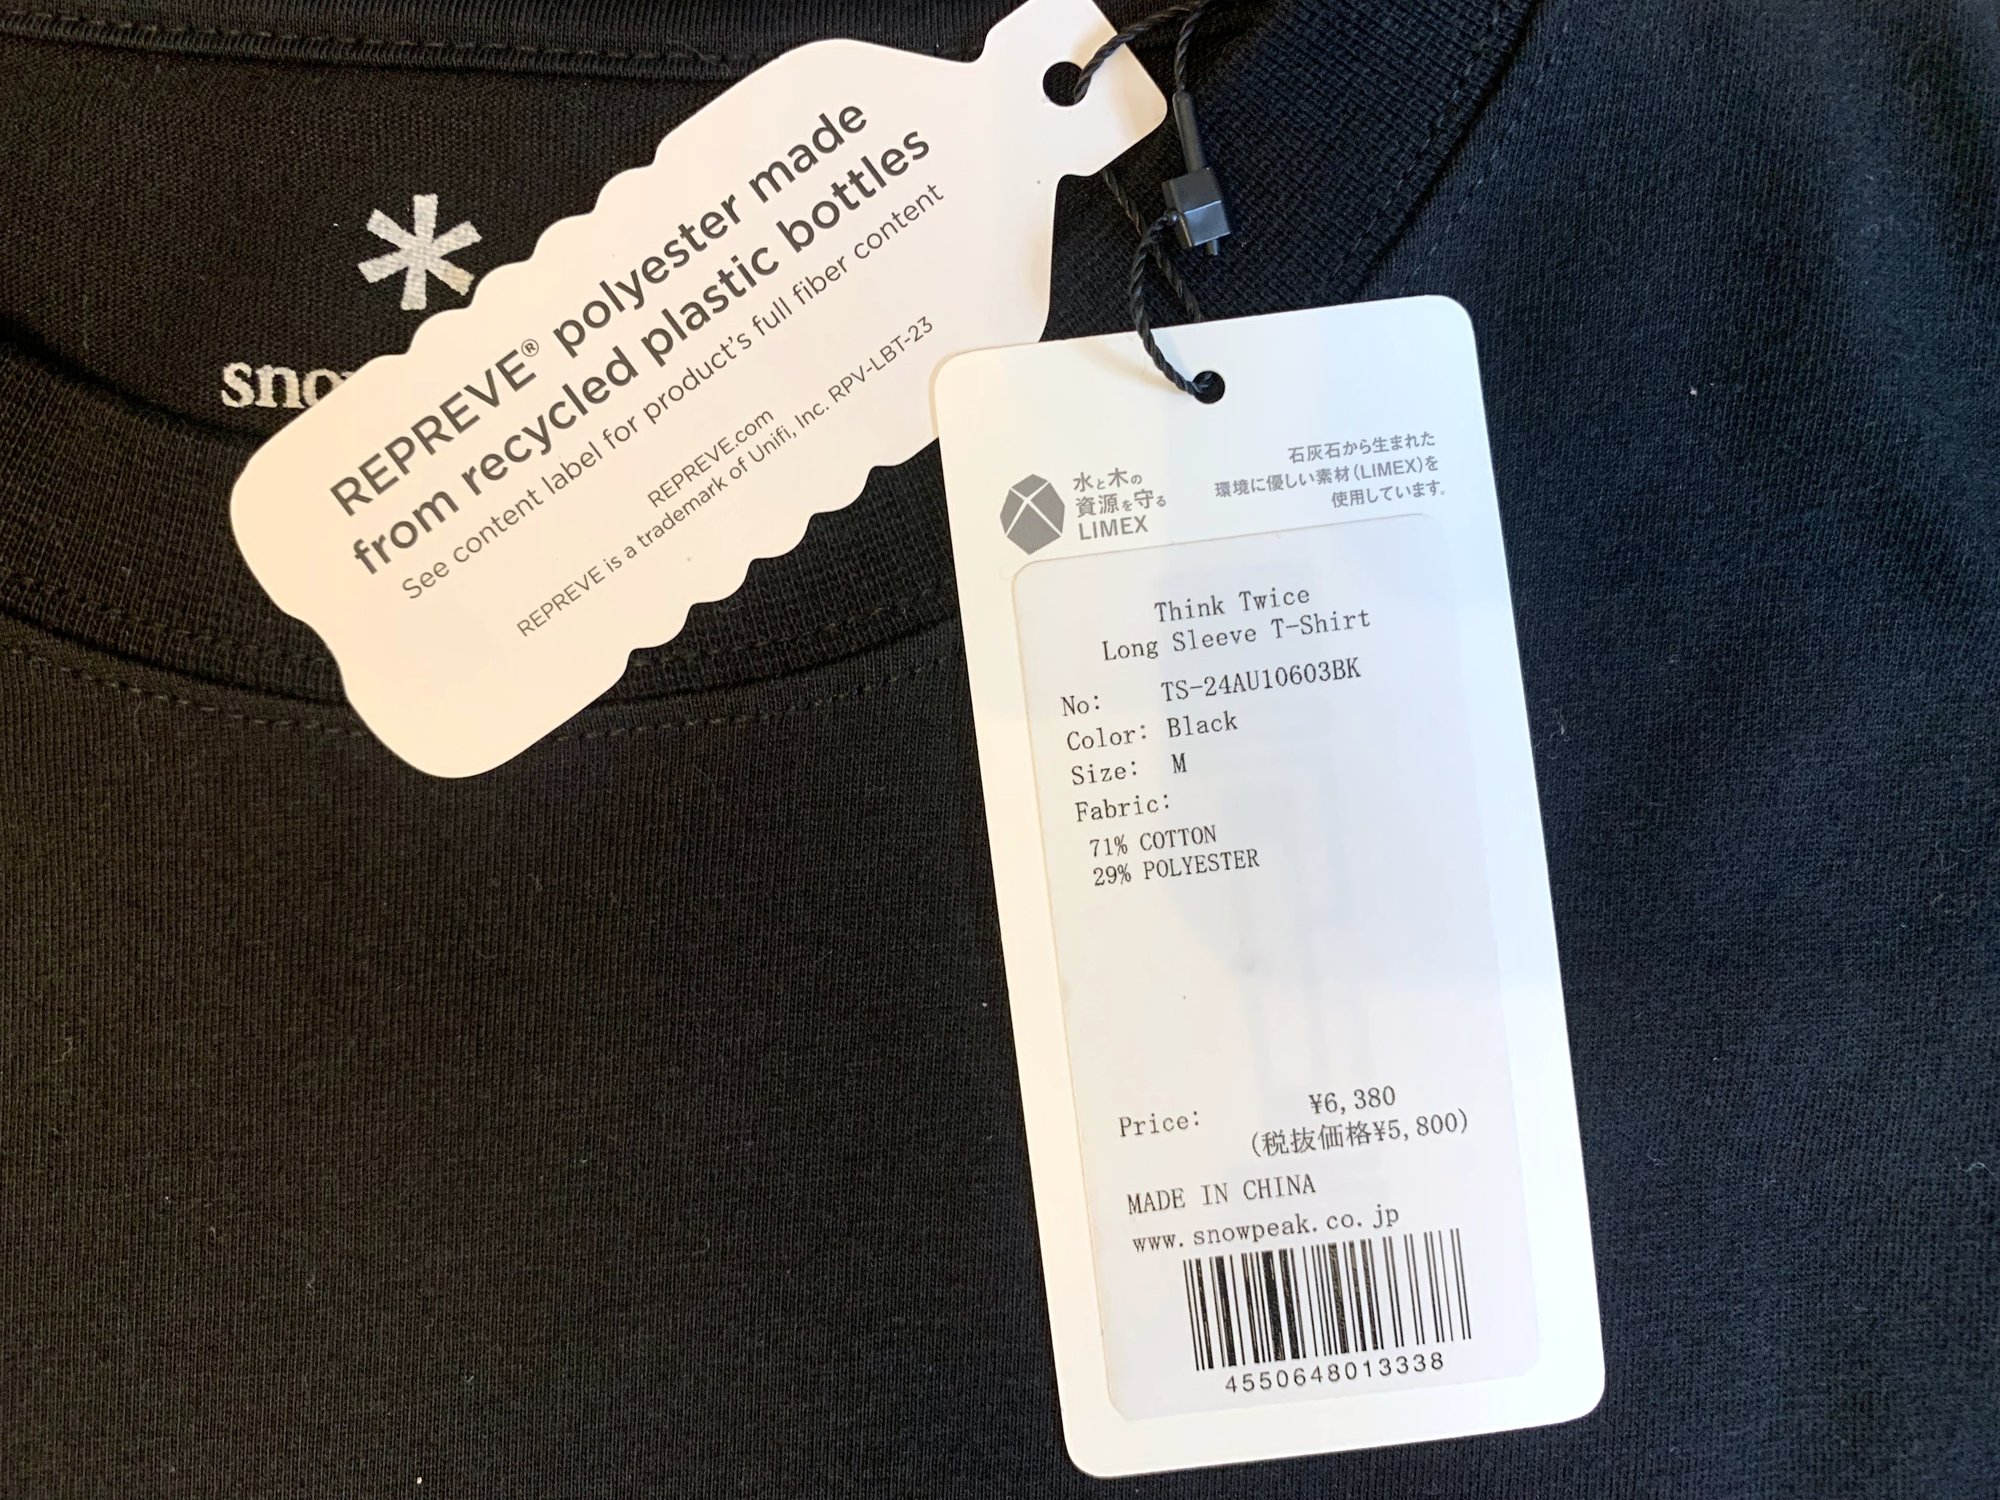 sno
REPREVE® polyester made
from recycled plastic bottles
See content label for product's full fiber content
REPREVE.com
REPREVE is a trademark of Unifi, Inc. RPV-LBT-23
水と木の
資源を守る
LIMEX
石灰石から生まれた
環境に優しい素材(LIMEX)を
使用しています。
Think Twice
Long Sleeve T-Shirt
No: TS-24AU10603BK
Color: Black
Size: M
Fabric:
71% COTTON
29% POLYESTER
Price: ¥6,380
(税抜価格¥5,800)
MADE IN CHINA
www.snowpeak.co.jp
4550648013338